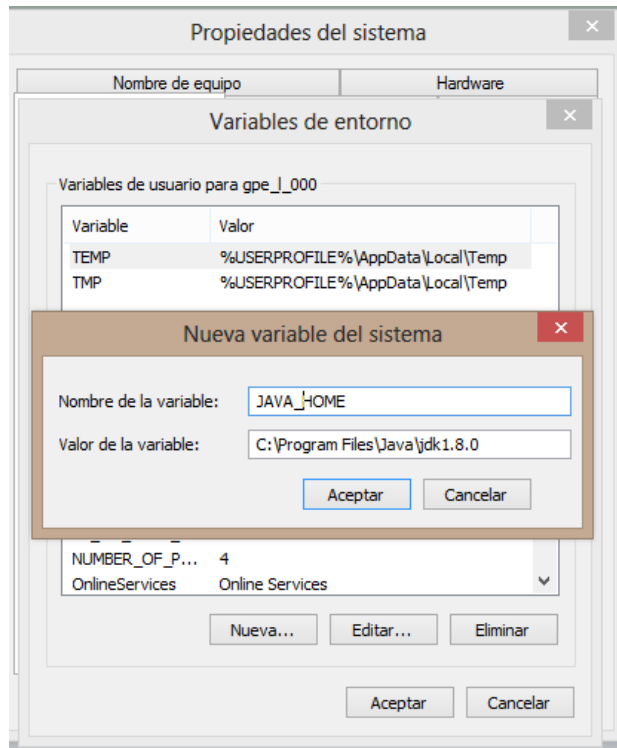 Propiedades del sistema
Nombre de equipo Hardware
Variables de entorno
Variables de usuario para gpe_l_000
Variable Valor
TEMP %USERPROFILE%\AppData\Local\Temp
TMP %USERPROFILE%\AppData\Local\Temp
Nueva variable del sistema
Nombre de la variable: JAVA_HOME
Valor de la variable: C:\Program Files\Java\jdk1.8.0
Aceptar Cancelar
NUMBER_OF_P... 4
OnlineServices Online Services
Nueva... Editar... Eliminar
Aceptar Cancelar